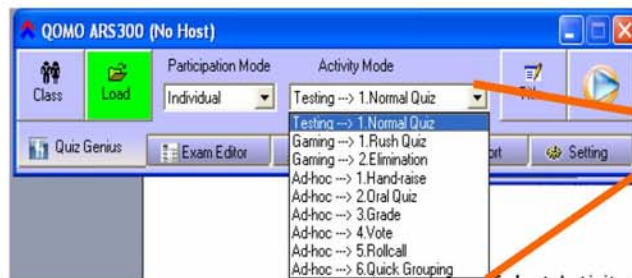 QOMO ARS300 (No Host)
Participation Mode Activity Mode
Class Load Individual Testing ---> 1.Normal Quiz
Testing ---> 1.Normal Quiz
Gaming ---> 1.Rush Quiz
Gaming ---> 2.Elimination
Ad-hoc ---> 1.Hand-raise
Ad-hoc ---> 2.Oral Quiz
Ad-hoc ---> 3.Grade
Ad-hoc ---> 4.Vote
Ad-hoc ---> 5.Rollcall
Ad-hoc ---> 6.Quick Grouping
Quiz Genius Exam Editor Setting